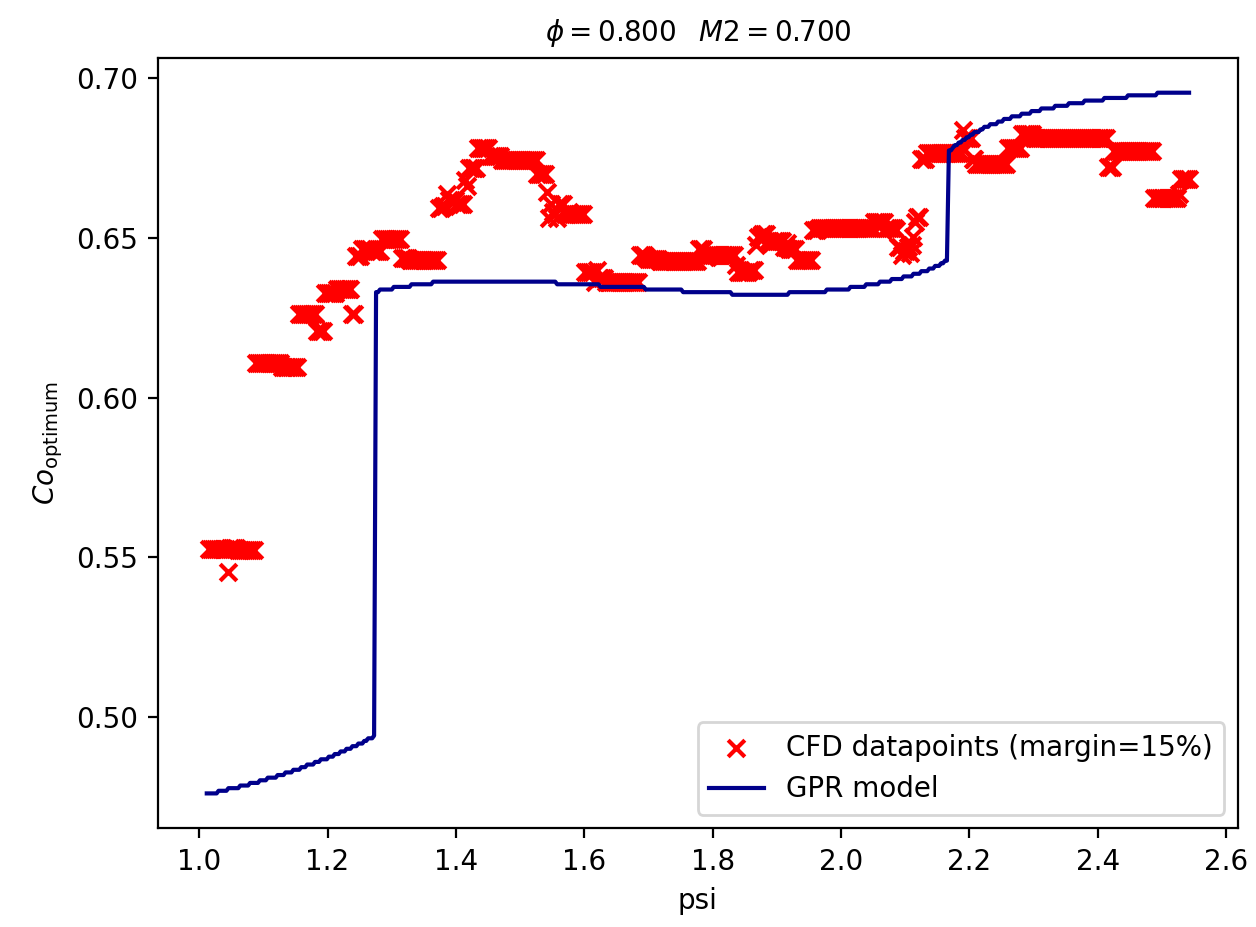 ϕ = 0.800 M2 = 0.700
0.70
0.65
0.60
0.55
0.50
Co_optimum
1.0 1.2 1.4 1.6 1.8 2.0 2.2 2.4 2.6
psi
CFD datapoints (margin=15%)
GPR model